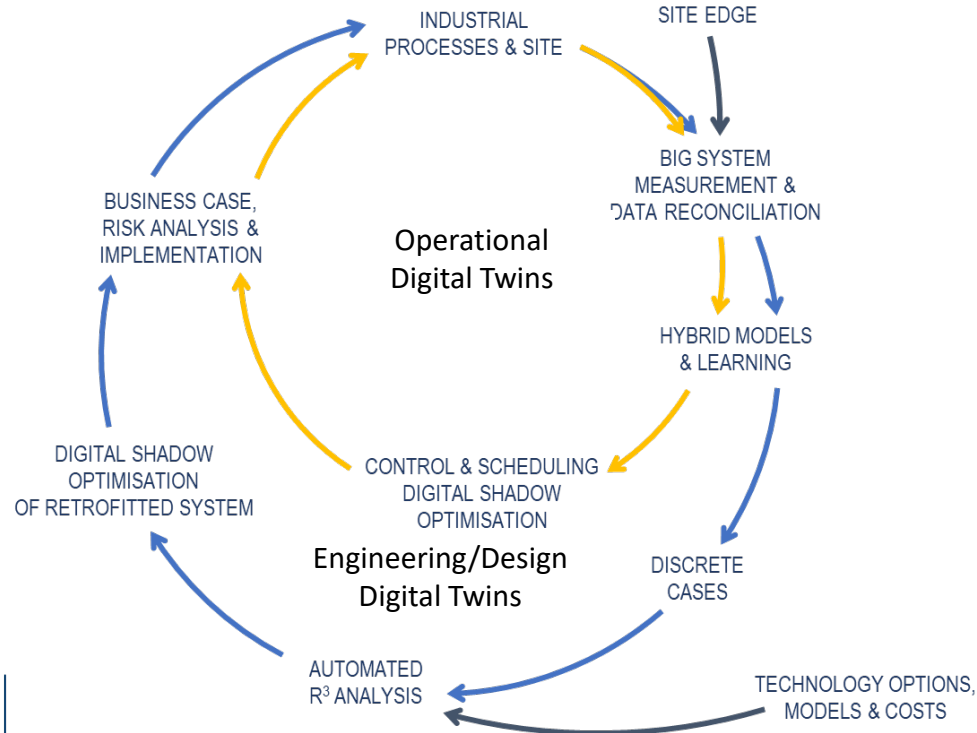 INDUSTRIAL
PROCESSES & SITE
SITE EDGE
BIG SYSTEM
MEASUREMENT &
DATA RECONCILIATION
BUSINESS CASE,
RISK ANALYSIS &
IMPLEMENTATION
Operational
Digital Twins
HYBRID MODELS
& LEARNING
DIGITAL SHADOW
OPTIMISATION
OF RETROFITTED SYSTEM
CONTROL & SCHEDULING
DIGITAL SHADOW
OPTIMISATION
Engineering/Design
Digital Twins
DISCRETE
CASES
AUTOMATED
R³ ANALYSIS
TECHNOLOGY OPTIONS,
MODELS & COSTS